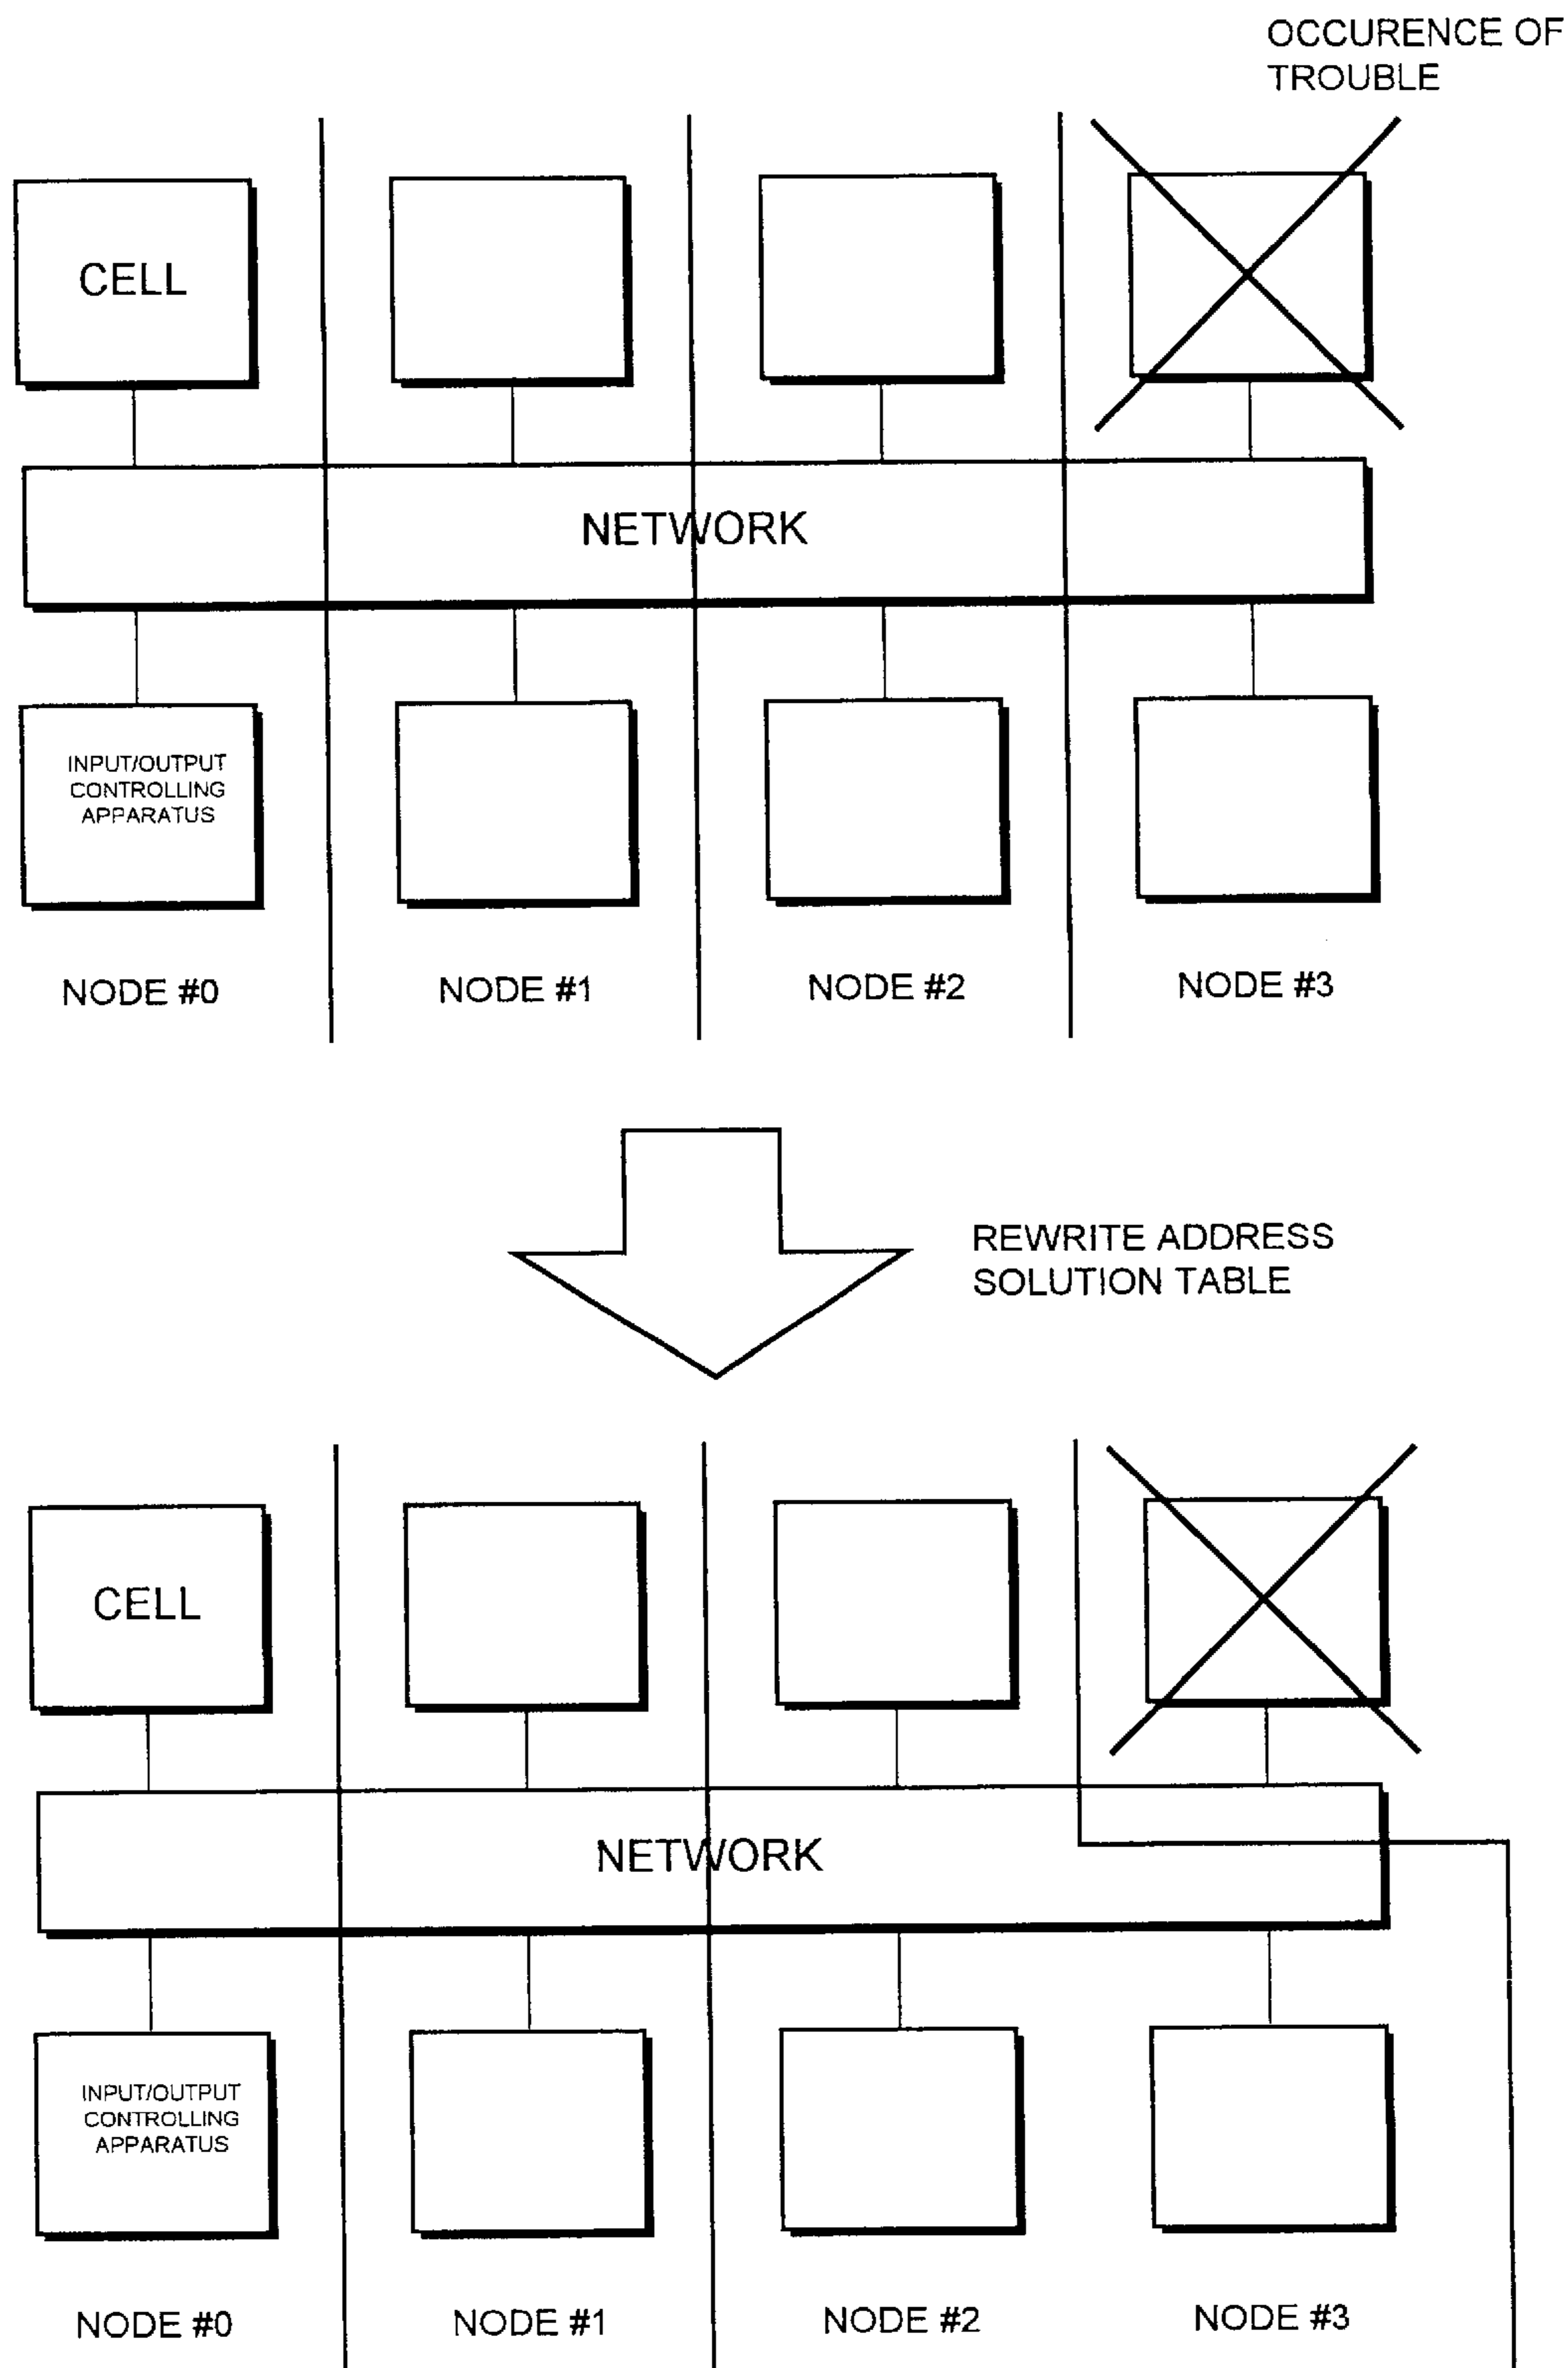 OCCURENCE OF
TROUBLE
CELL
NETWORK
INPUT/OUTPUT
CONTROLLING
APPARATUS
NODE #0
NODE #1
NODE #2
NODE #3
REWRITE ADDRESS
SOLUTION TABLE
CELL
NETWORK
INPUT/OUTPUT
CONTROLLING
APPARATUS
NODE #0
NODE #1
NODE #2
NODE #3